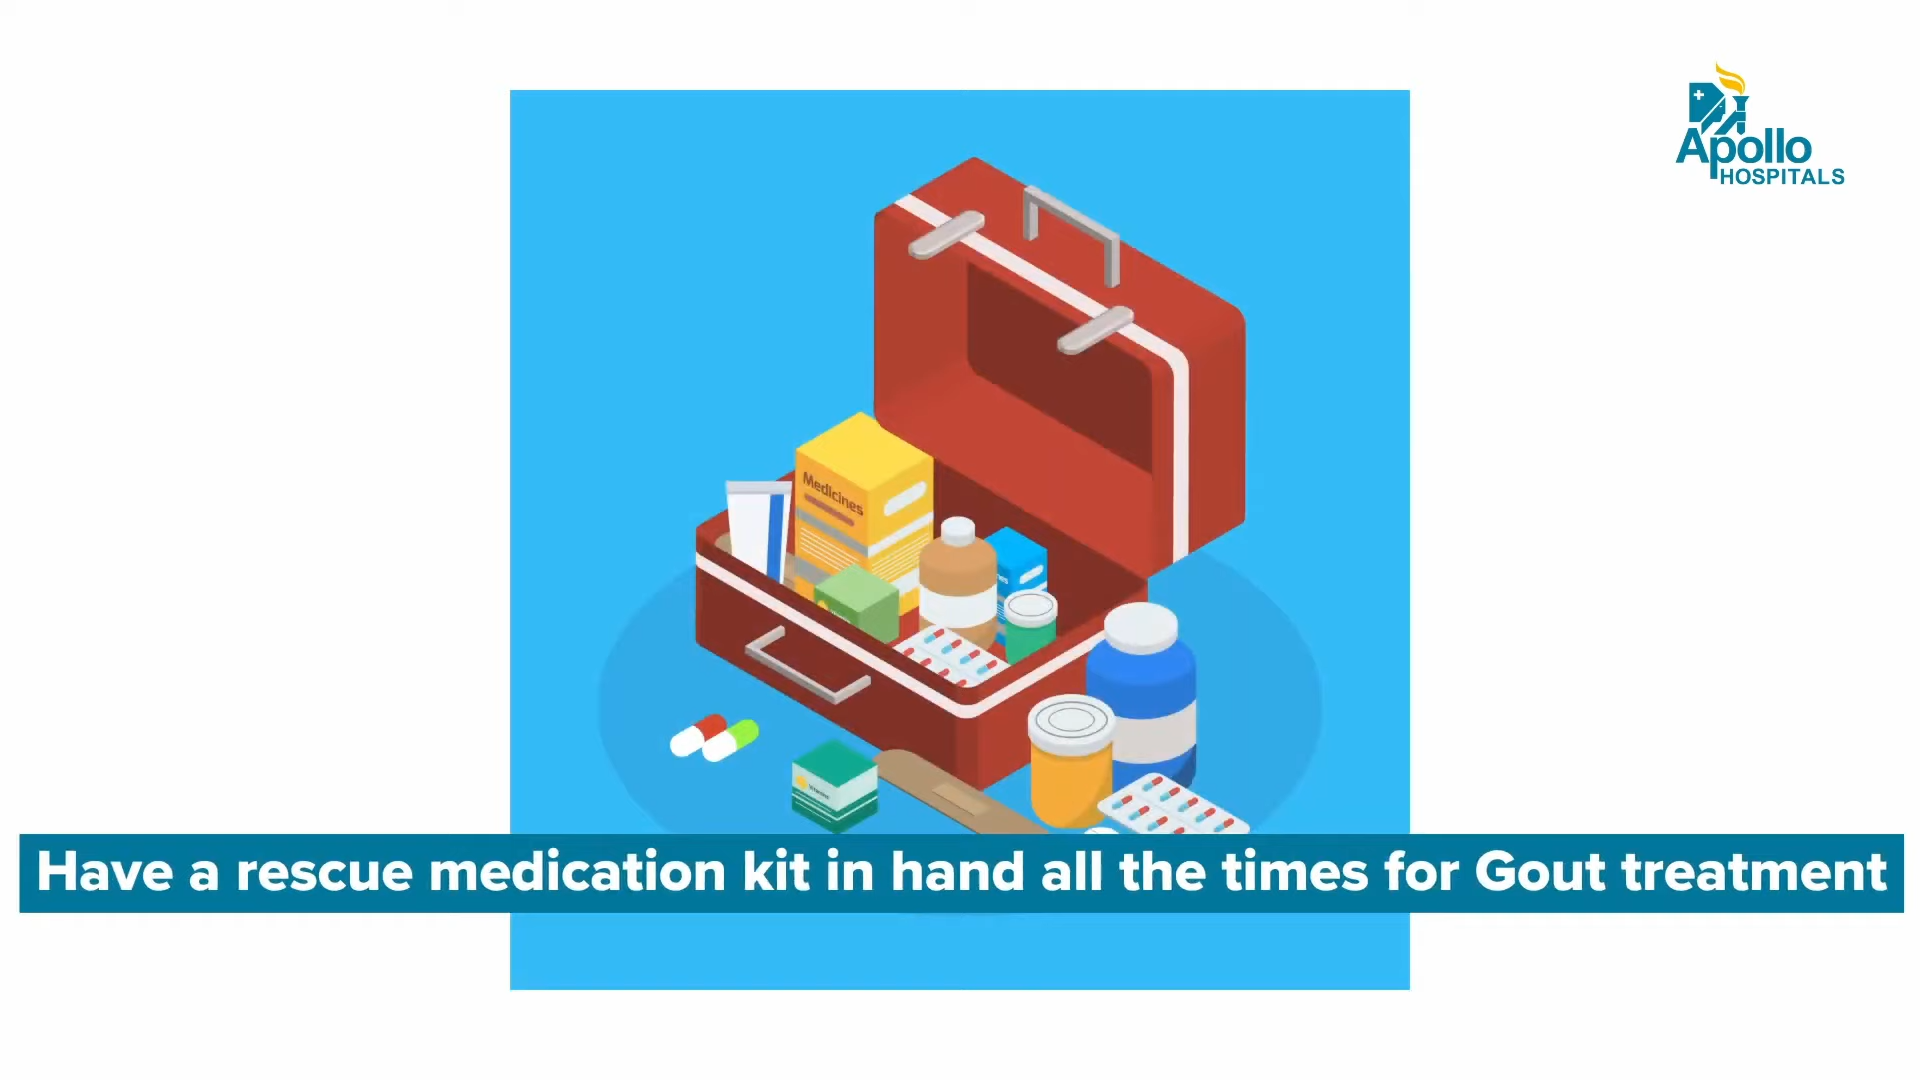 Apollo
HOSPITALS
Medicines
Have a rescue medication kit in hand all the times for Gout treatment